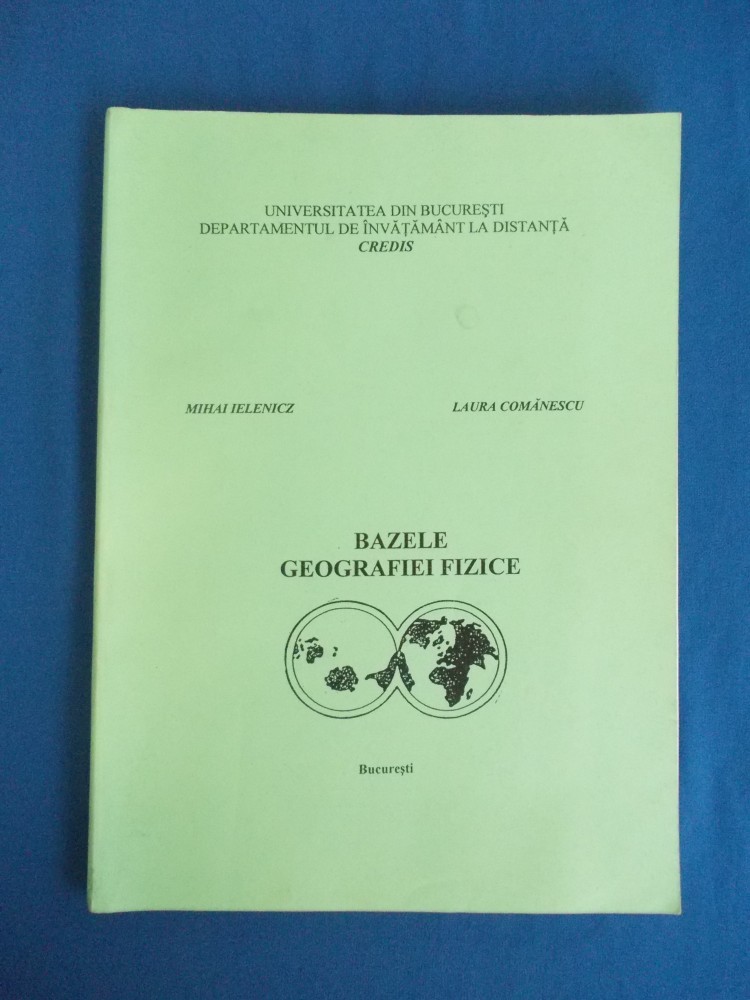 UNIVERSITATEA DIN BUCUREŞTI
DEPARTAMENTUL DE ÎNVĂŢĂMÂNT LA DISTANŢĂ
CREDIS
MIHAI IELENICZ LAURA COMĂNESCU
BAZELE
GEOGRAFIEI FIZICE
Bucureşti